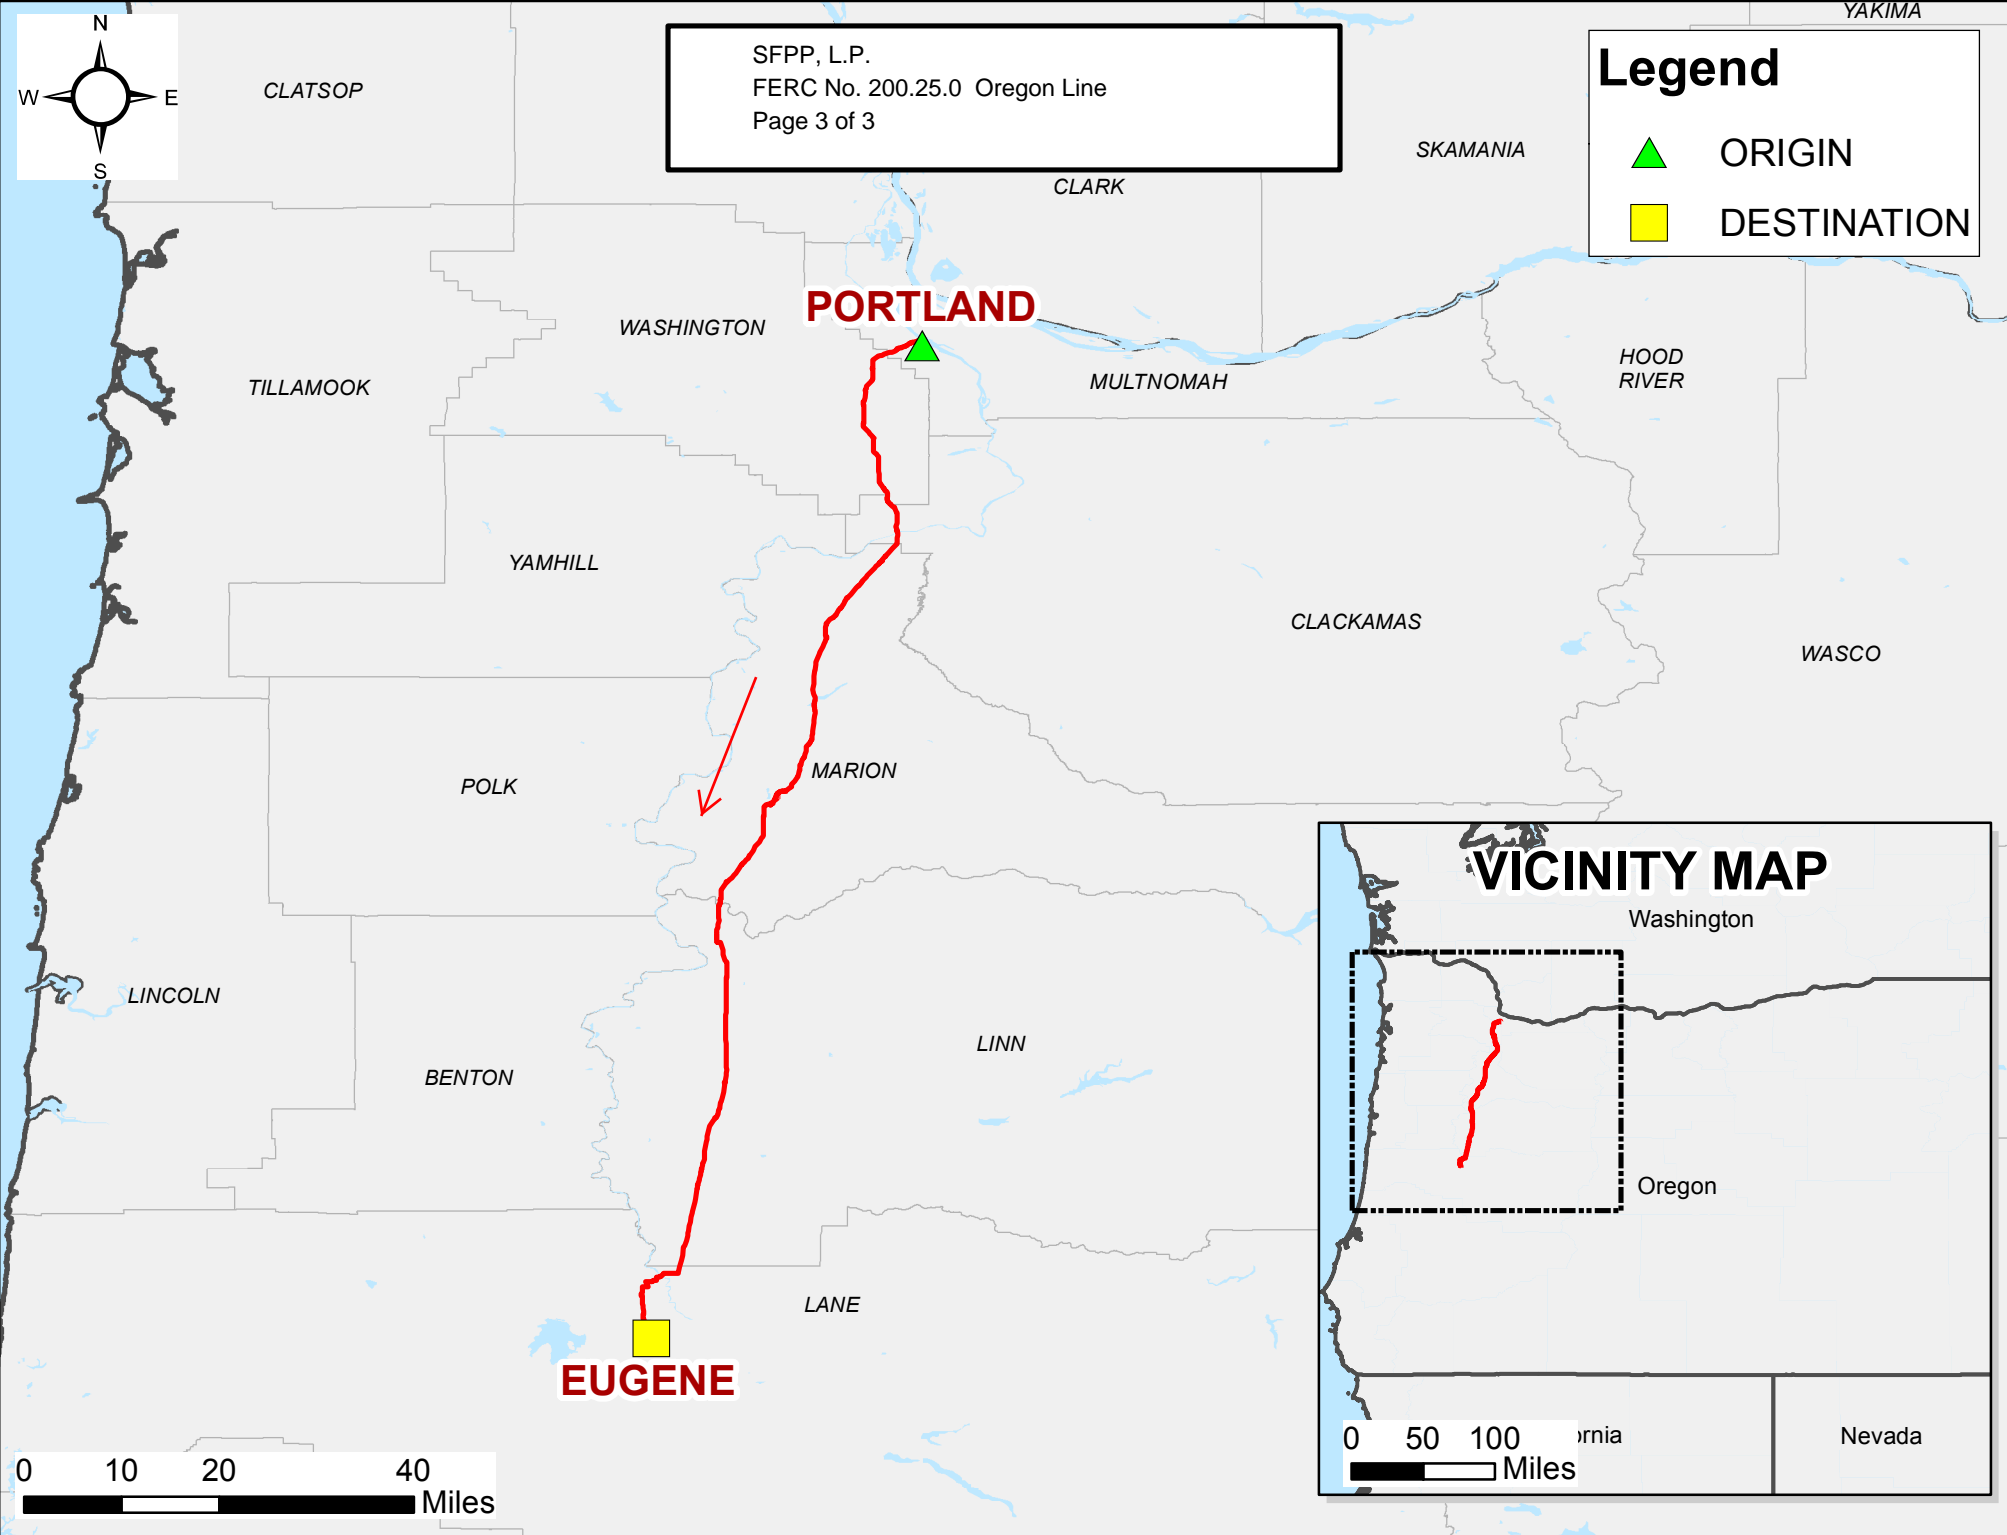 YAKIMA
N
W
E
S
CLATSOP
SFPP, L.P.
FERC No. 200.25.0 Oregon Line
Page 3 of 3
Legend
ORIGIN
DESTINATION
SKAMANIA
CLARK
PORTLAND
WASHINGTON
TILLAMOOK
MULTNOMAH
HOOD
RIVER
YAMHILL
CLACKAMAS
WASCO
POLK
MARION
LINCOLN
BENTON
LINN
LANE
EUGENE
0 10 20 40
Miles
VICINITY MAP
Washington
Oregon
ornia
Nevada
0 50 100
Miles